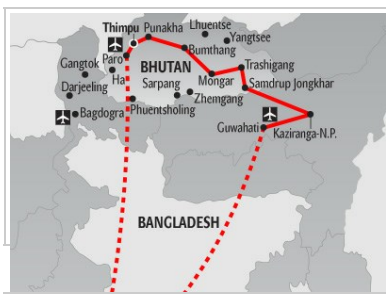 Lhuentse
Thimpu
Punakha
Yangtsee
Bumthang
Paro
Gangtok
BHUTAN
Trashigang
Ha
Sarpang
Mongar
Samdrup Jongkhar
Darjeeling
Zhemgang
Phuentsholing
Bagdogra
Guwahati
Kaziranga-N.P.
BANGLADESH